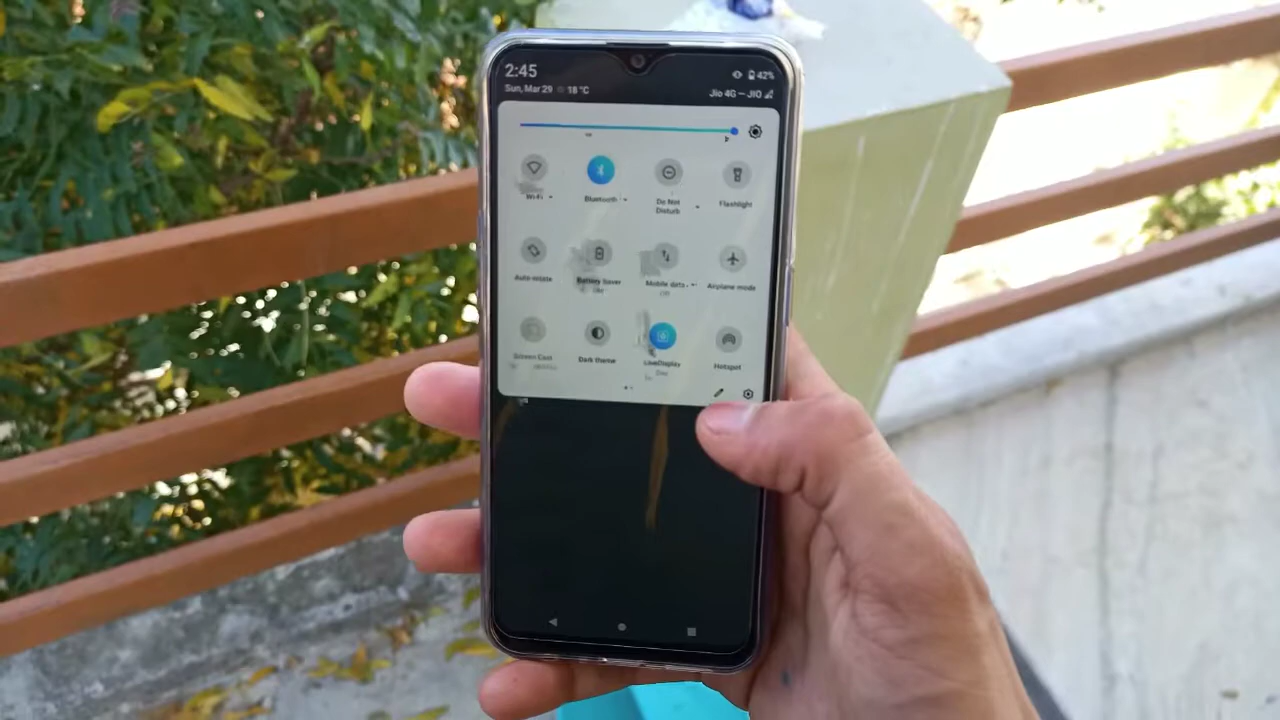 2:45
42%
Sun, Mar 29 18 °C
Jio 4G — JIO
Wi-Fi
Bluetooth
Do Not
Disturb
Flashlight
Auto-rotate
Battery Saver
Mobile data
Airplane mode
Off
Screen Cast
Dark theme
LiveDisplay
Hotspot